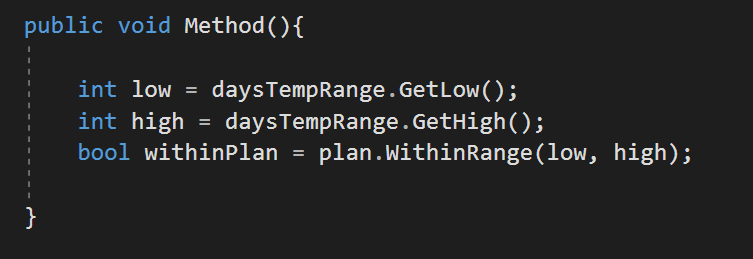 public void Method(){
int low = daysTempRange.GetLow();
int high = daysTempRange.GetHigh();
bool withinPlan = plan.WithinRange(low, high);
}